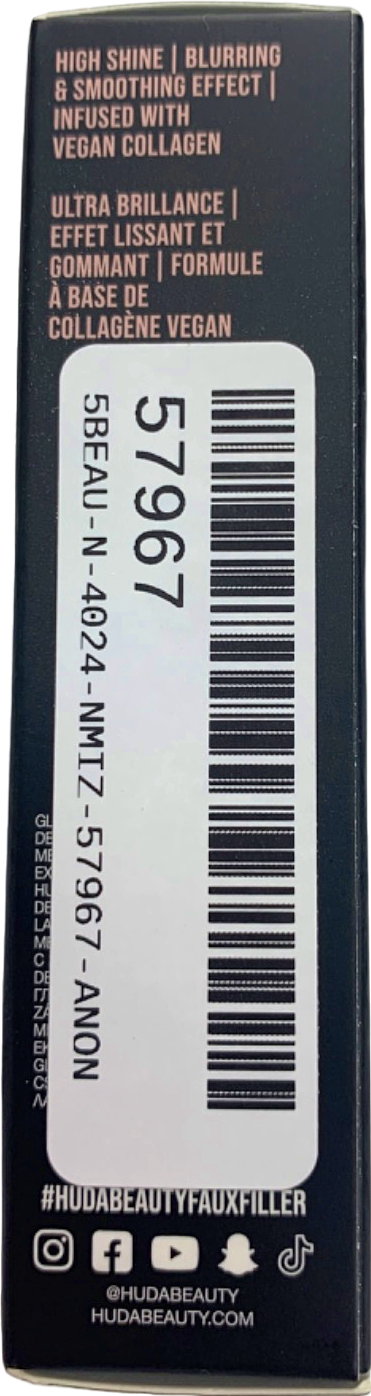 HIGH SHINE | BLURRING
& SMOOTHING EFFECT |
INFUSED WITH
VEGAN COLLAGEN
ULTRA BRILLANCE |
EFFET LISSANT ET
GOMMANT | FORMULE
À BASE DE
COLLAGÈNE VEGAN
57967
5BEAU-N-4024-NMIZ-57967-ANON
#HUDABEAUTYFAUXFILLER
@HUDABEAUTY
HUDABEAUTY.COM